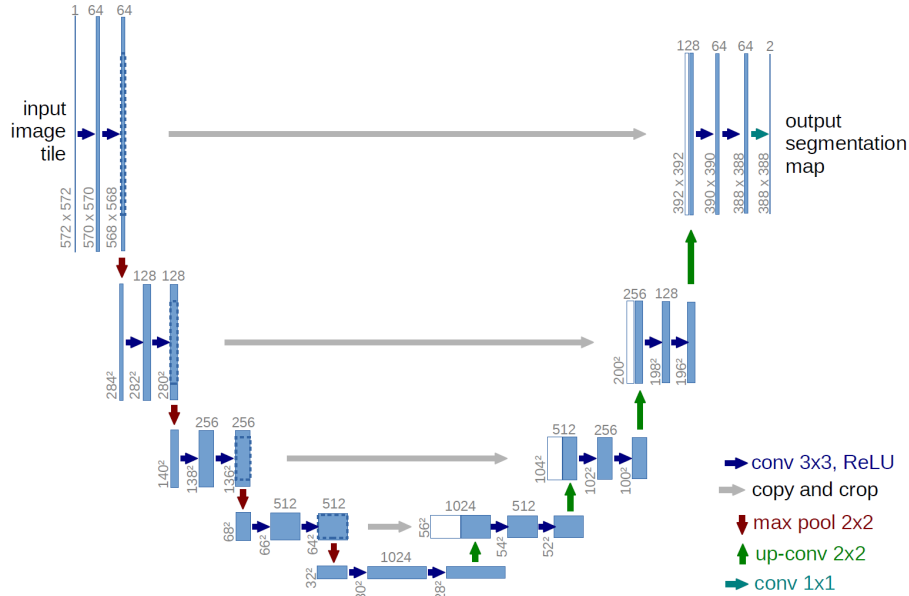 1 64 64
input
image
tile
572 x 572
570 x 570
568 x 568
128 64 64 2
output
segmentation
map
392 x 392
390 x 390
388 x 388
388 x 388
128 128
284²
282²
280²
256 128
200²
198²
196²
256 256
140²
138²
136²
512 256
104²
102²
100²
512 512
68²
66²
64²
1024 512
56²
54²
52²
1024
32²
conv 3x3, ReLU
copy and crop
max pool 2x2
up-conv 2x2
conv 1x1